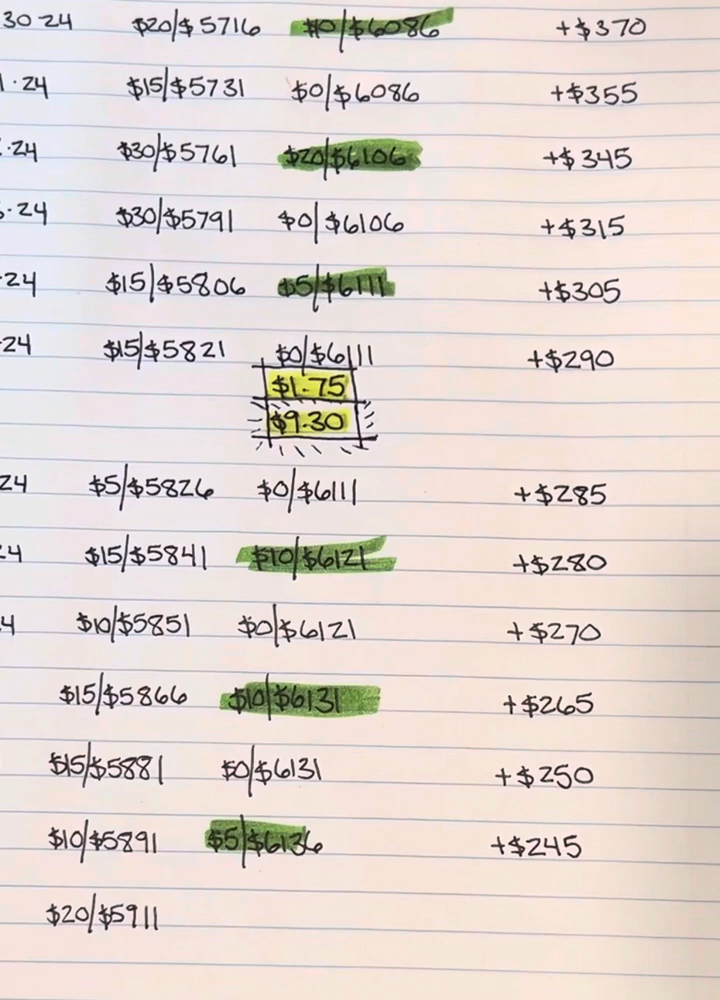 30 24 $20/$5716 $10/$6086 +$370
1.24 $15/$5731 $0/$6086 +$355
.24 $30/$5761 $20/$6106 +$345
.24 $30/$5791 $0/$6106 +$315
24 $15/$5806 $5/$6111 +$305
24 $15/$5821 $0/$6111 +$290
$1.75
$9.30
24 $5/$5826 $0/$6111 +$285
24 $15/$5841 $10/$6121 +$280
4 $10/$5851 $0/$6121 +$270
$15/$5866 $10/$6131 +$265
$15/$5881 $0/$6131 +$250
$10/$5891 $5/$6136 +$245
$20/$5911